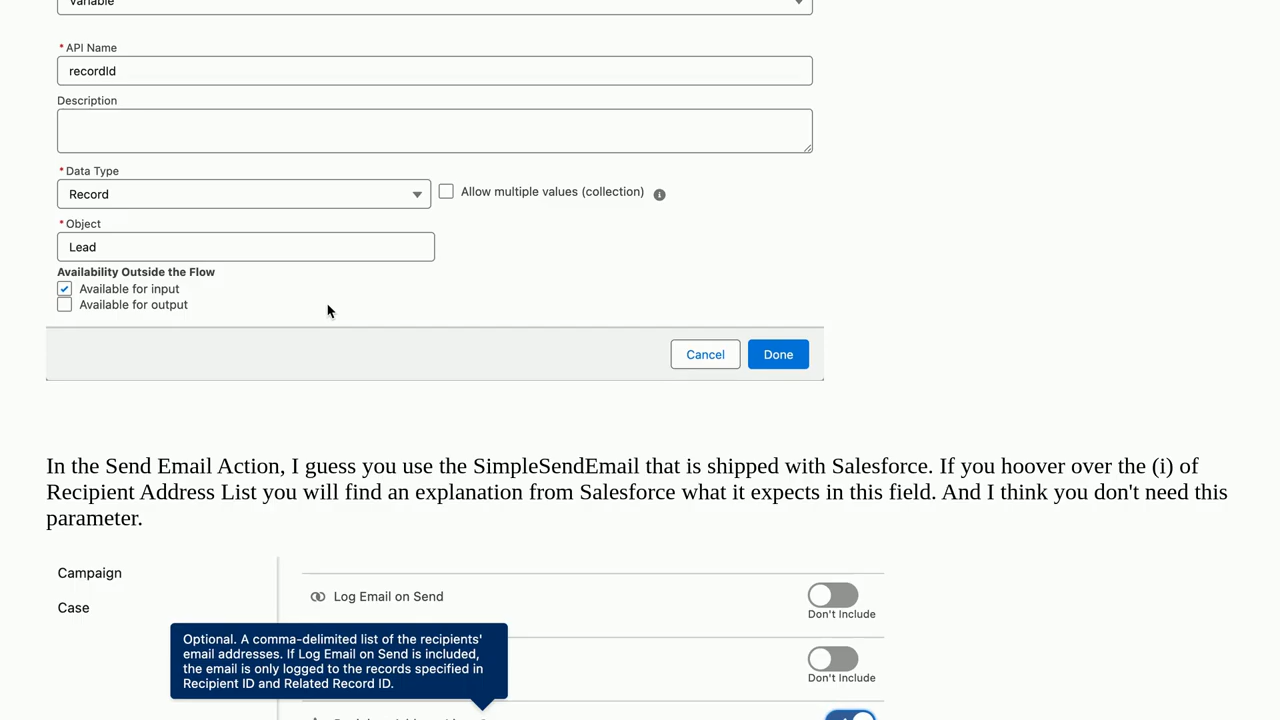 Variable
* API Name
recordId
Description
* Data Type
Record
Allow multiple values (collection)
* Object
Lead
Availability Outside the Flow
Available for input
Available for output
Cancel
Done
In the Send Email Action, I guess you use the SimpleSendEmail that is shipped with Salesforce. If you hoover over the (i) of
Recipient Address List you will find an explanation from Salesforce what it expects in this field. And I think you don't need this
parameter.
Campaign
Log Email on Send
Don't Include
Case
Optional. A comma-delimited list of the recipients'
email addresses. If Log Email on Send is included,
the email is only logged to the records specified in
Recipient ID and Related Record ID.
Don't Include